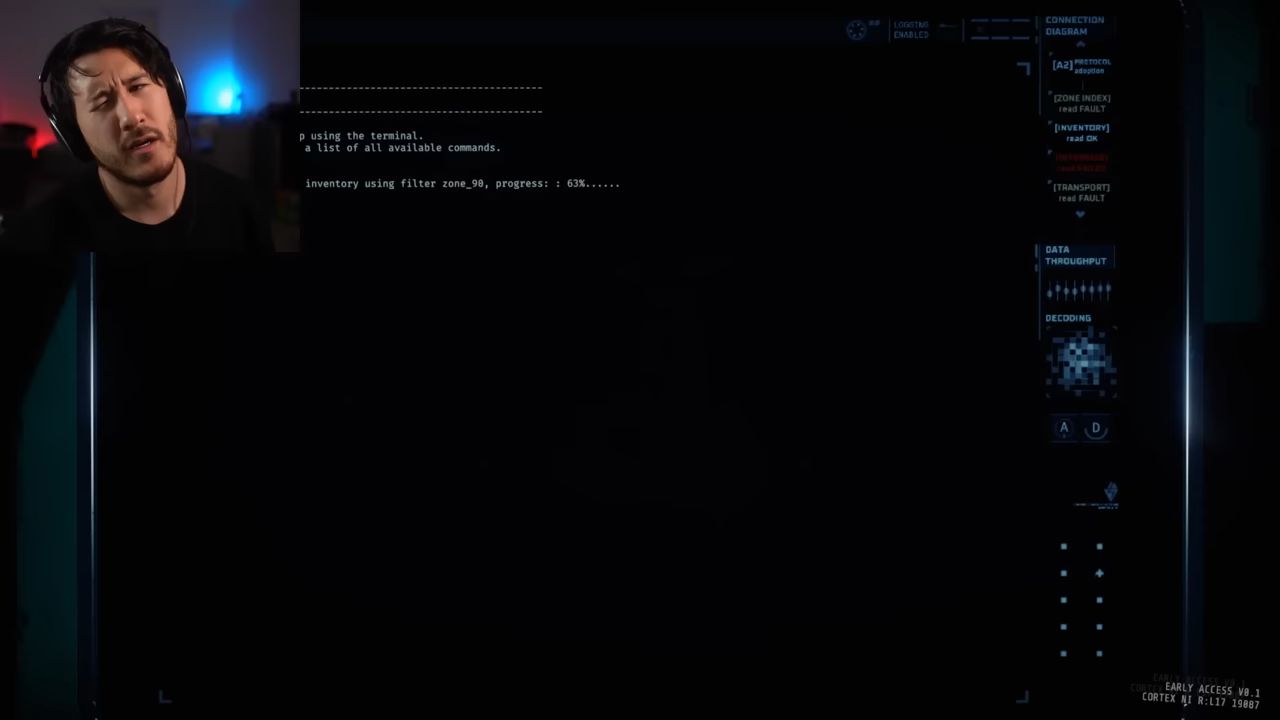 LOGGING
ENABLED
CONNECTION
DIAGRAM
[A2] PROTOCOL
adoption
[ZONE INDEX]
read FAULT
[INVENTORY]
read OK
[TRANSPORT]
read FAULT
--------------------------------------
--------------------------------------
using the terminal.
a list of all available commands.
inventory using filter zone_90, progress: : 63%......
DATA
THROUGHPUT
DECODING
A D
EARLY ACCESS V0.1
CORTEX NI R:L17 19087